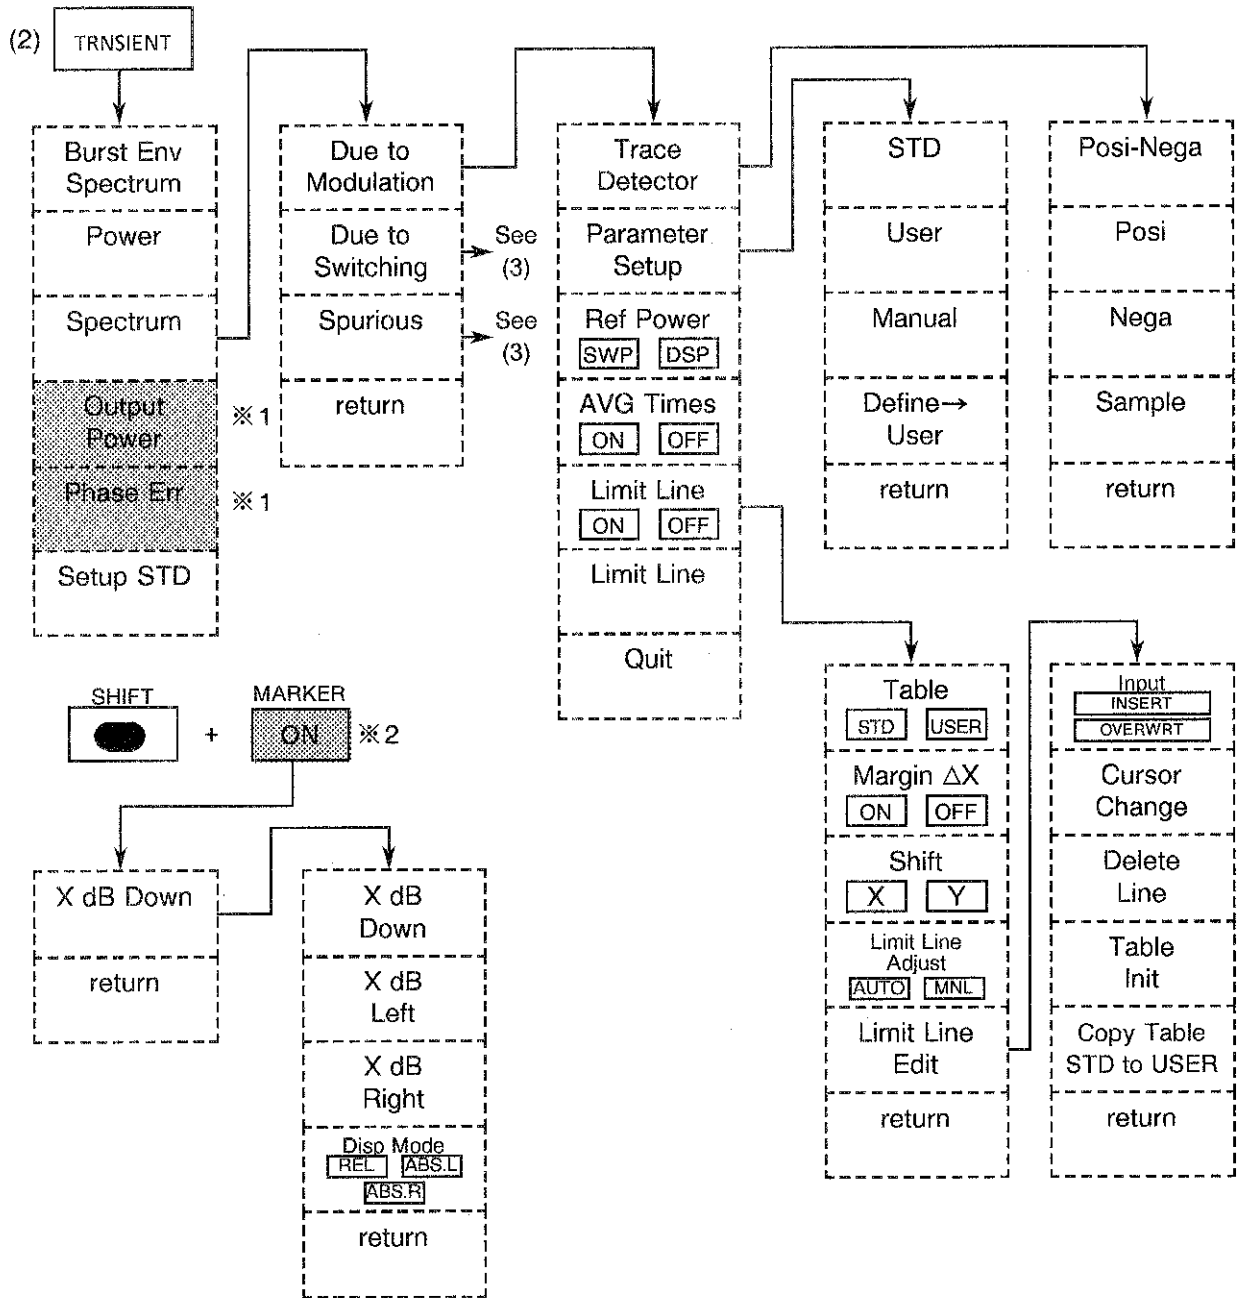 (2) TRNSIENT
Burst Env
Spectrum
Power
Spectrum
Output
Power
※1
Phase Err
※1
Setup STD
Due to
Modulation
Due to
Switching
See
(3)
Spurious
See
(3)
return
Trace
Detector
Parameter
Setup
Ref Power
SWP DSP
AVG Times
ON OFF
Limit Line
ON OFF
Limit Line
Quit
STD
User
Manual
Define→
User
return
Posi-Nega
Posi
Nega
Sample
return
SHIFT
+
MARKER
ON ※2
X dB Down
return
X dB
Down
X dB
Left
X dB
Right
Disp Mode
REL ABS.L
ABS.R
return
Table
STD USER
Margin ΔX
ON OFF
Shift
X Y
Limit Line
Adjust
AUTO MNL
Limit Line
Edit
return
Input
INSERT
OVERWRT
Cursor
Change
Delete
Line
Table
Init
Copy Table
STD to USER
return